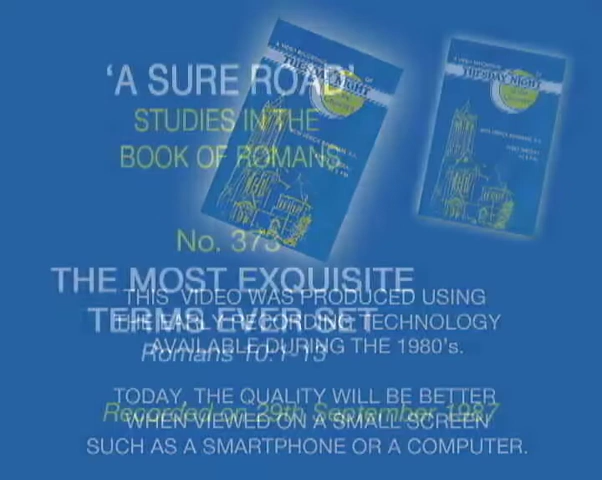 'A SURE ROAD'
STUDIES IN THE
BOOK OF ROMANS
TUESDAY NIGHT
TUESDAY NIGHT
No. 373
THE MOST EXQUISITE
TERMS EVER SET
Romans 10:1-13
Recorded on 29th September 1987
THIS VIDEO WAS PRODUCED USING
THE EARLY RECORDING TECHNOLOGY
AVAILABLE DURING THE 1980's.
TODAY, THE QUALITY WILL BE BETTER
WHEN VIEWED ON A SMALL SCREEN
SUCH AS A SMARTPHONE OR A COMPUTER.